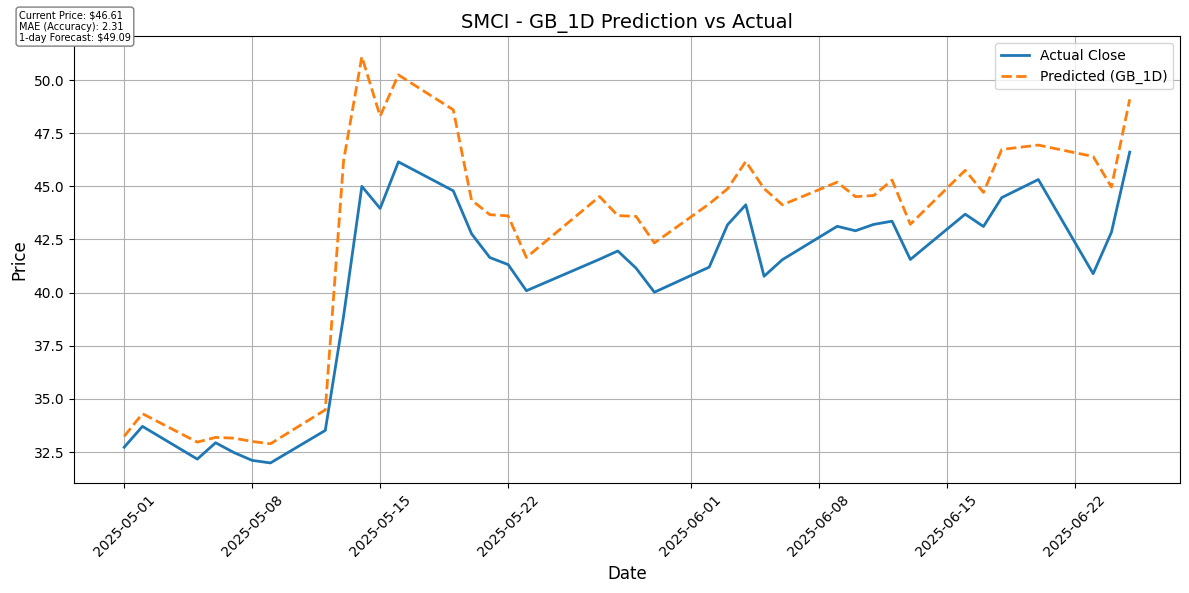 Current Price: $46.61
MAE (Accuracy): 2.31
1-day Forecast: $49.09
SMCI - GB_1D Prediction vs Actual
Actual Close
Predicted (GB_1D)
Price
50.0
47.5
45.0
42.5
40.0
37.5
35.0
32.5
2025-05-01
2025-05-08
2025-05-15
2025-05-22
2025-06-01
2025-06-08
2025-06-15
2025-06-22
Date